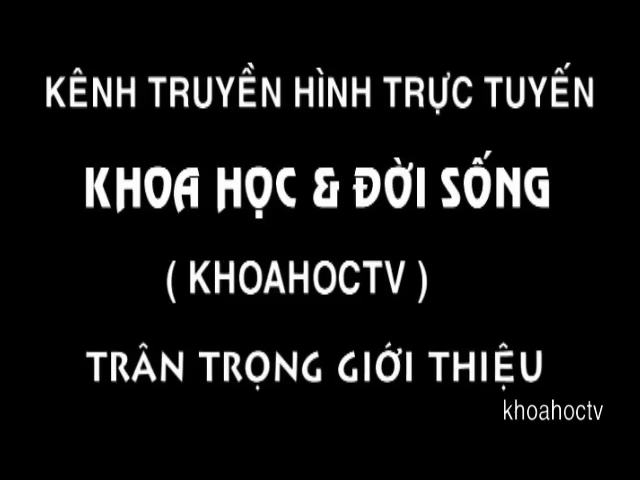 KÊNH TRUYỀN HÌNH TRỰC TUYẾN
KHOA HỌC & ĐỜI SỐNG
( KHOAHOCTV )
TRÂN TRỌNG GIỚI THIỆU
khoahoctv